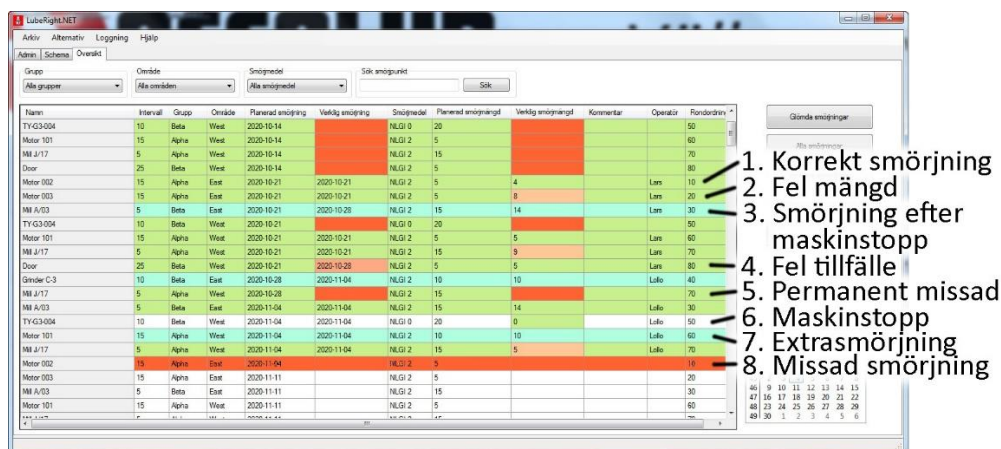 LubeRight.NET
Arkiv Alternativ Loggning Hjälp
Admin Schema Översikt
Grupp Område Smörjmedel Sök smörjpunkt
Alla grupper Alla områden Alla smörjmedel Sök
Namn Intervall Grupp Område Planerad smörjning Verklig smörjning Smörjmedel Planerad smörjmängd Verklig smörjmängd Kommentar Operatör Rondordning
TY-G3-004 10 Beta West 2020-10-14 NLGI 0 20 50
Motor 101 15 Alpha West 2020-10-14 NLGI 2 5 60
Mill J/17 5 Alpha West 2020-10-14 NLGI 2 15 70
Door 25 Beta West 2020-10-14 NLGI 2 5 80
Motor 002 15 Alpha East 2020-10-21 2020-10-21 NLGI 2 5 4 Lars 10
Motor 003 15 Alpha East 2020-10-21 2020-10-21 NLGI 2 5 8 Lars 20
Mill A/03 5 Beta East 2020-10-21 2020-10-28 NLGI 2 15 14 Lars 30
TY-G3-004 10 Beta West 2020-10-21 NLGI 0 20 50
Motor 101 15 Alpha West 2020-10-21 2020-10-21 NLGI 2 5 5 Lars 60
Mill J/17 5 Alpha West 2020-10-21 2020-10-21 NLGI 2 15 9 Lars 70
Door 25 Beta West 2020-10-21 2020-10-28 NLGI 2 5 5 Lars 80
Grinder C-3 10 Beta East 2020-10-28 2020-11-04 NLGI 2 10 10 Lollo 40
Mill J/17 5 Alpha West 2020-10-28 NLGI 2 15 70
Mill A/03 5 Beta East 2020-11-04 2020-11-04 NLGI 2 15 14 Lollo 30
TY-G3-004 10 Beta West 2020-11-04 2020-11-04 NLGI 0 20 0 Lollo 50
Motor 101 15 Alpha West 2020-11-04 2020-11-04 NLGI 2 10 10 Lollo 60
Mill J/17 5 Alpha West 2020-11-04 2020-11-04 NLGI 2 15 5 Lollo 70
Motor 002 15 Alpha East 2020-11-04 NLGI 2 5 10
Motor 003 15 Alpha East 2020-11-11 NLGI 2 5 20
Mill A/03 5 Beta East 2020-11-11 NLGI 2 15 30
Motor 101 15 Alpha West 2020-11-11 NLGI 2 5 60
Glömda smörjningar
Alla smörjningar
1. Korrekt smörjning
2. Fel mängd
3. Smörjning efter
maskinstopp
4. Fel tillfälle
5. Permanent missad
6. Maskinstopp
7. Extrasmörjning
8. Missad smörjning
46 9 10 11 12 13 14 15
47 16 17 18 19 20 21 22
48 23 24 25 26 27 28 29
49 30 1 2 3 4 5 6